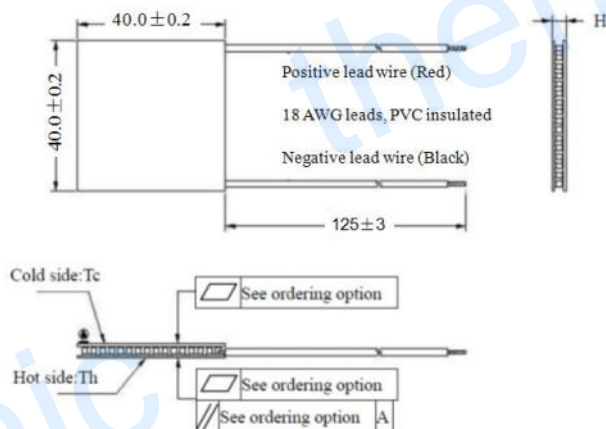 40.0±0.2
H
40.0±0.2
Positive lead wire (Red)
18 AWG leads, PVC insulated
Negative lead wire (Black)
125±3
Cold side:Tc
See ordering option
Hot side:Th
See ordering option
See ordering option A